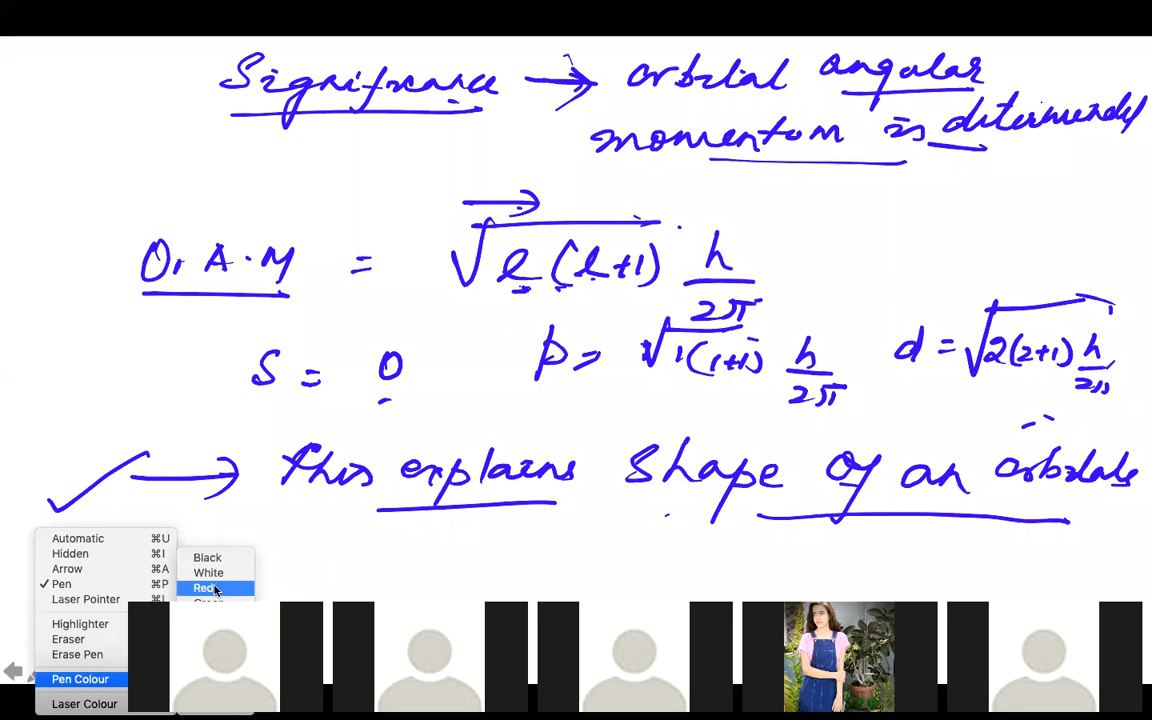 Significance → orbital angular
momentum is determined
O.A.M = √l(l+1) h/2π
s = 0 p = √1(1+1) h/2π d = √2(2+1) h/2π
→ this explains shape of an orbitals
Automatic ⌘U
Hidden ⌘I
Arrow ⌘A
✓ Pen ⌘P
Laser Pointer ⌘L
Highlighter
Eraser
Erase Pen
Pen Colour
Laser Colour
Black
White
Red
Green